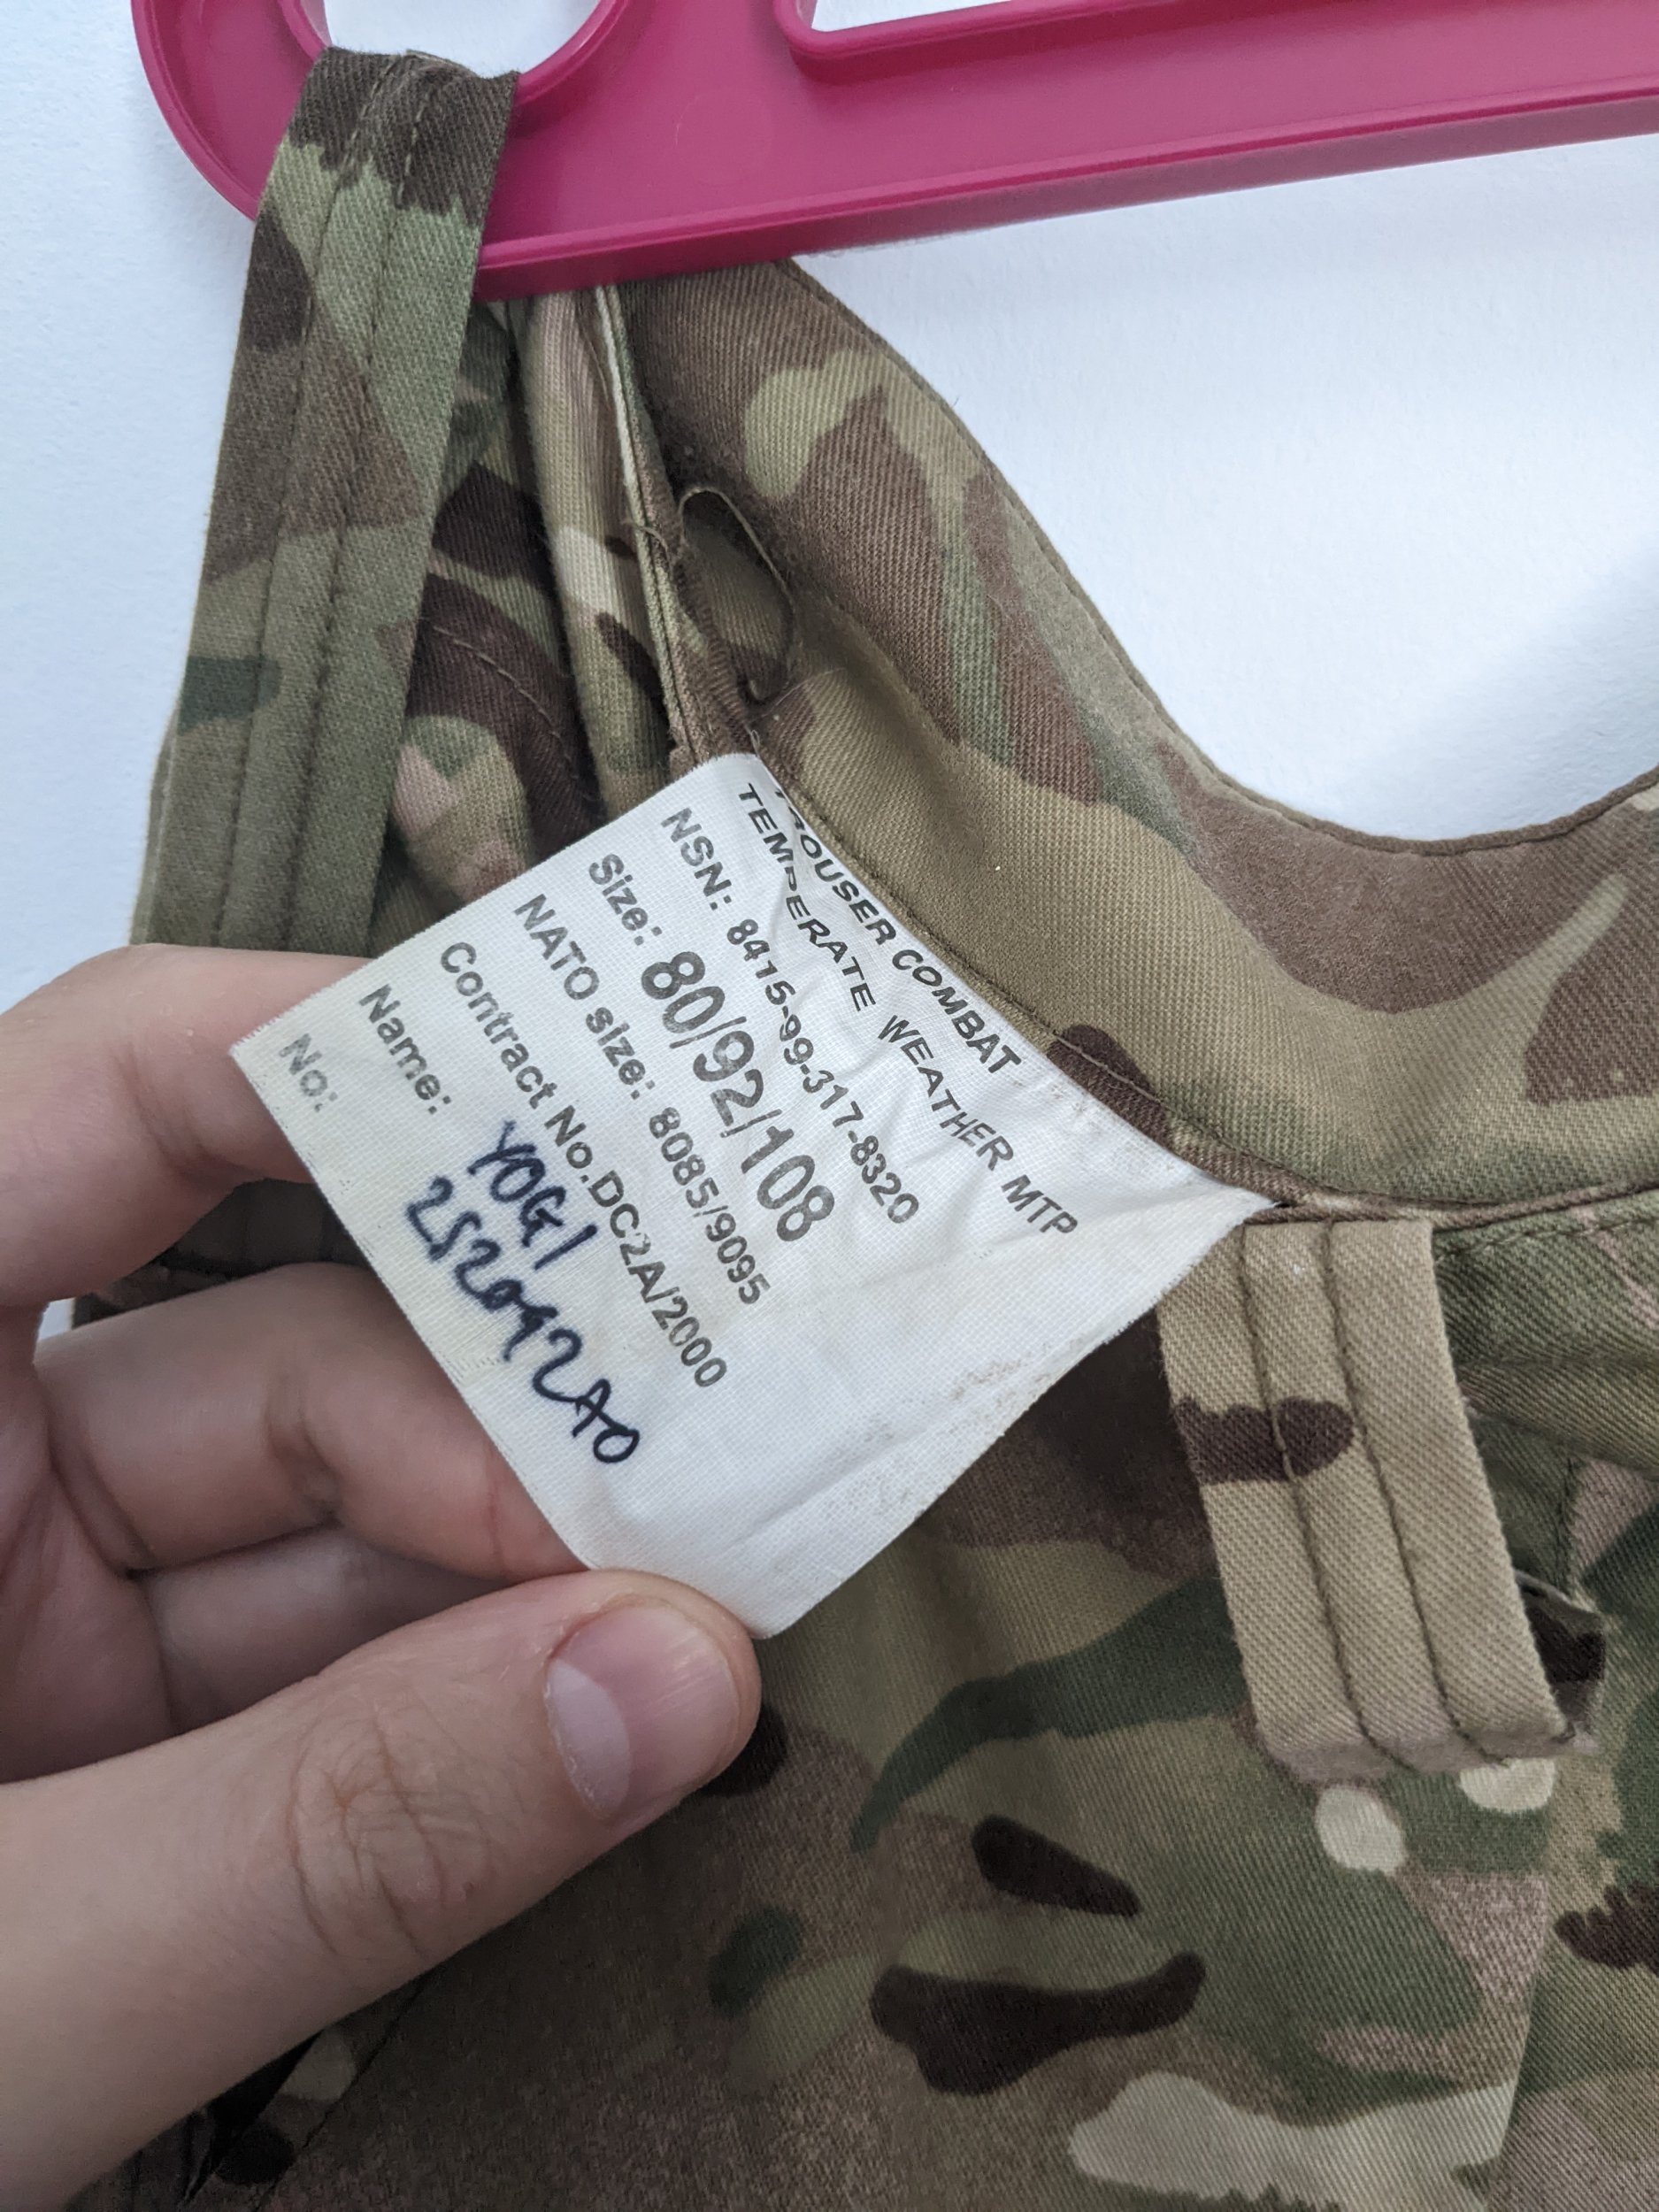 TROUSER COMBAT
TEMPERATE WEATHER MTP
NSN: 8415-99-317-8320
Size: 80/92/108
NATO size: 8085/9095
Contract No.DC2A/2000
Name: YOGI
No: